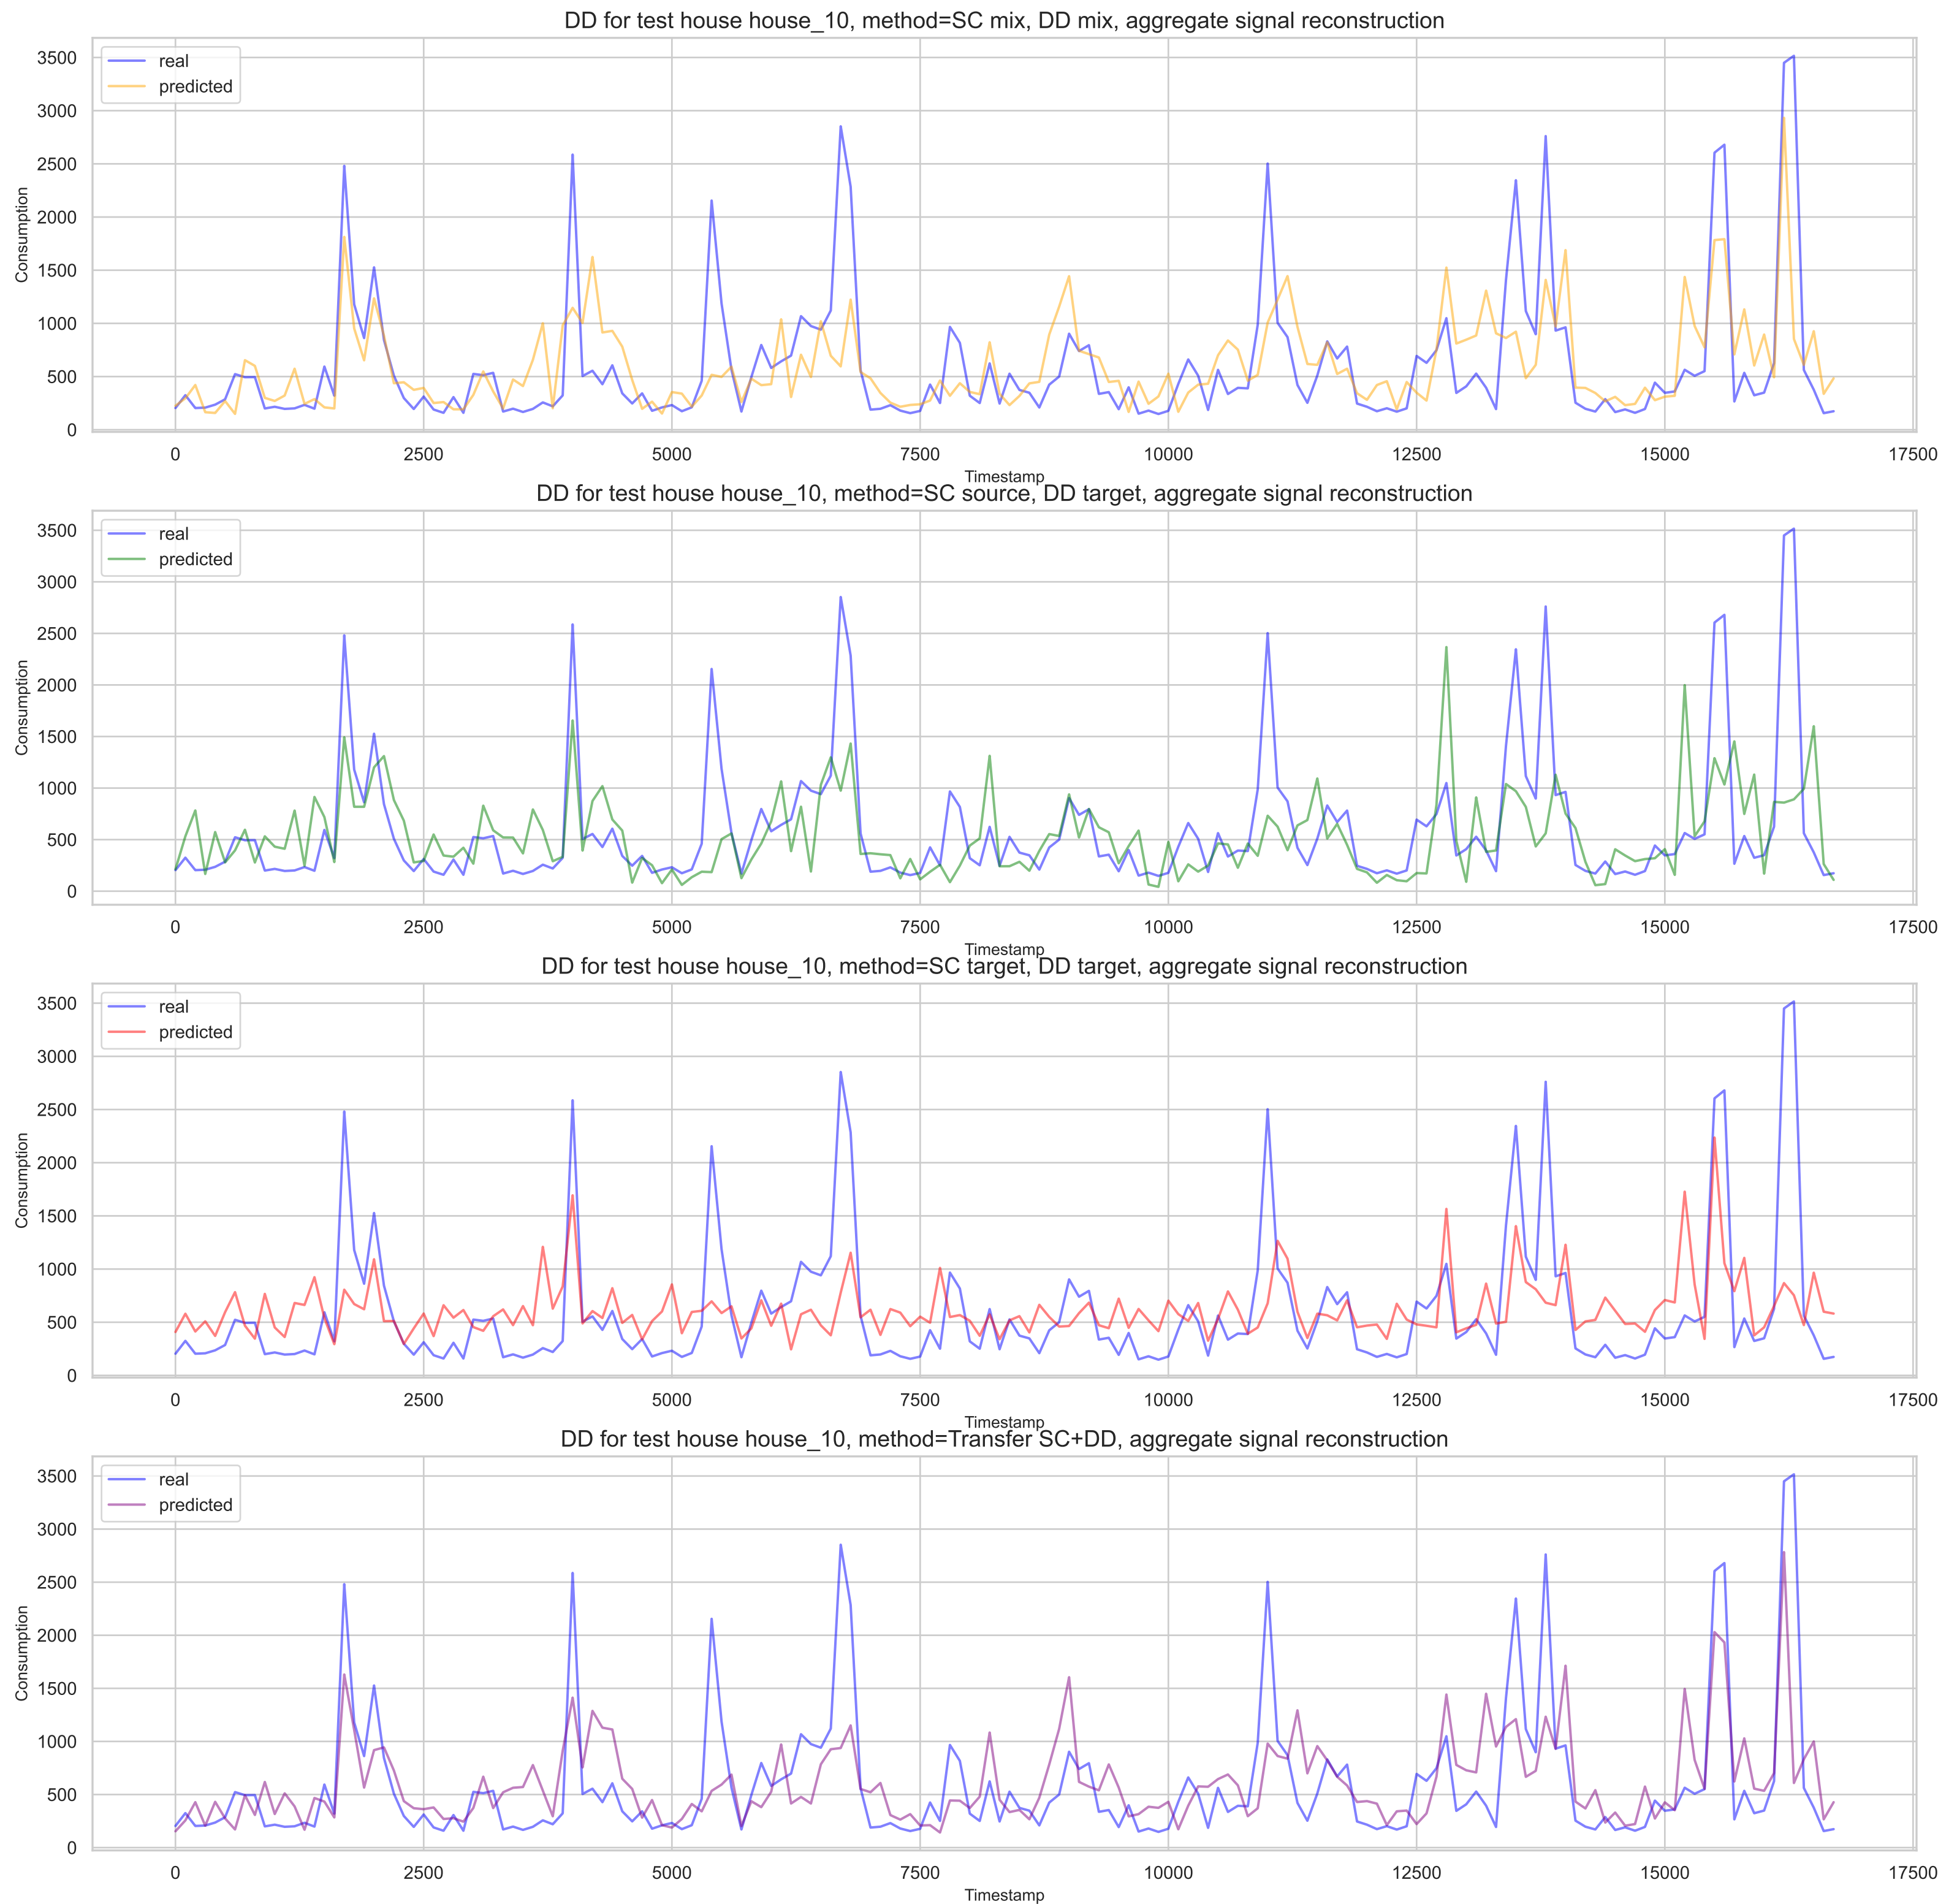 DD for test house house_10, method=SC mix, DD mix, aggregate signal reconstruction
real
predicted
Consumption
3500
3000
2500
2000
1500
1000
500
0
0 2500 5000 7500 10000 12500 15000 17500
Timestamp
DD for test house house_10, method=SC source, DD target, aggregate signal reconstruction
real
predicted
Consumption
3500
3000
2500
2000
1500
1000
500
0
0 2500 5000 7500 10000 12500 15000 17500
Timestamp
DD for test house house_10, method=SC target, DD target, aggregate signal reconstruction
real
predicted
Consumption
3500
3000
2500
2000
1500
1000
500
0
0 2500 5000 7500 10000 12500 15000 17500
Timestamp
DD for test house house_10, method=Transfer SC+DD, aggregate signal reconstruction
real
predicted
Consumption
3500
3000
2500
2000
1500
1000
500
0
0 2500 5000 7500 10000 12500 15000 17500
Timestamp